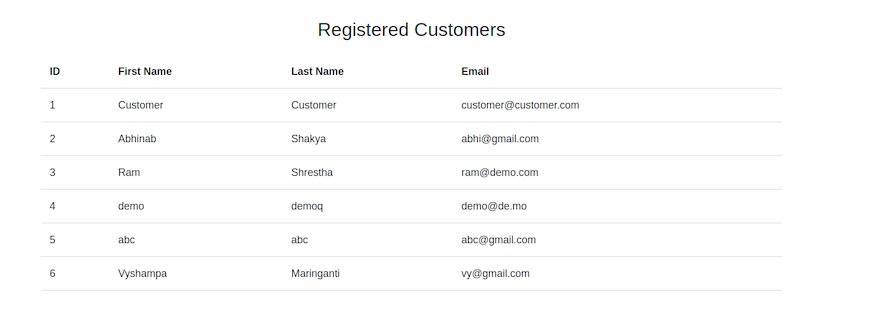 Registered Customers
ID First Name Last Name Email
1 Customer Customer customer@customer.com
2 Abhinab Shakya abhi@gmail.com
3 Ram Shrestha ram@demo.com
4 demo demoq demo@de.mo
5 abc abc abc@gmail.com
6 Vyshampa Maringanti vy@gmail.com